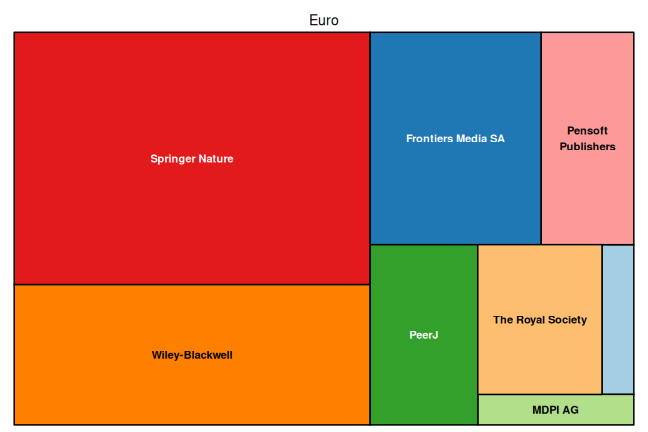 Euro
Springer Nature
Frontiers Media SA
Pensoft
Publishers
Wiley-Blackwell
PeerJ
The Royal Society
MDPI AG